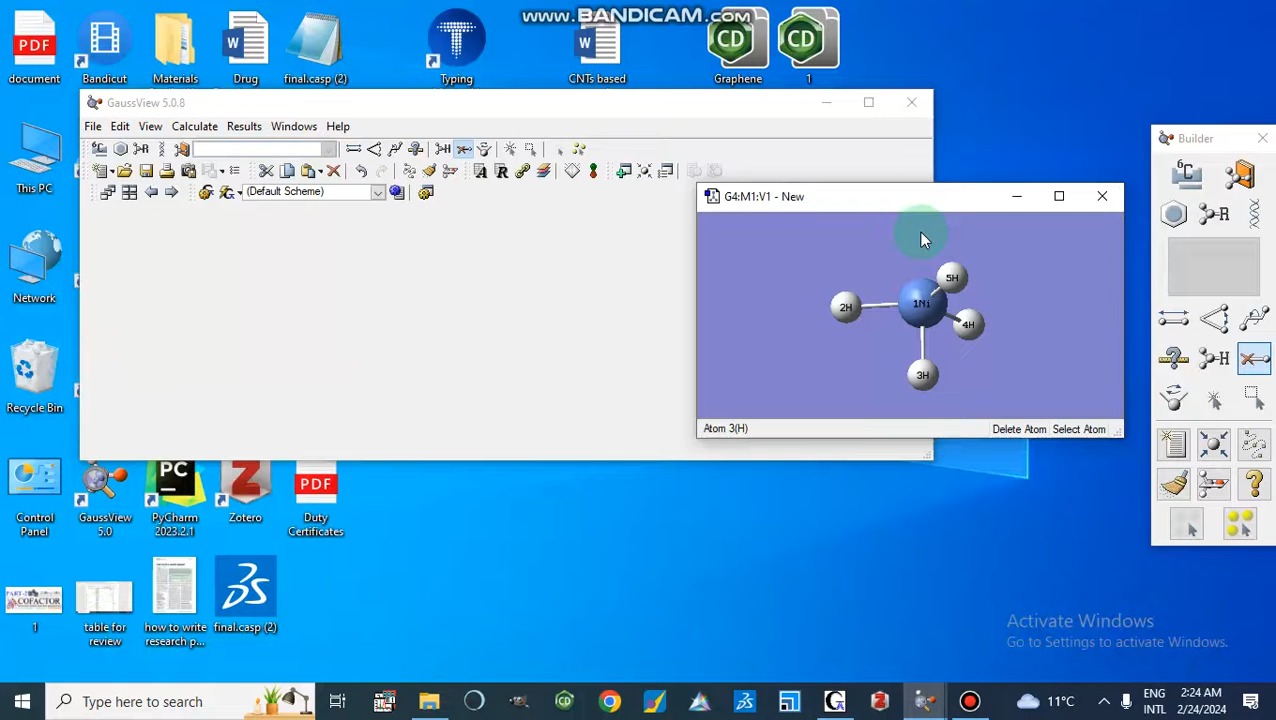 www.BANDICAM.com
document
Bandicut
Materials
Drug
final.casp (2)
Typing
CNTs based
Graphene
1
This PC
Network
Recycle Bin
Control Panel
GaussView 5.0
PyCharm 2023.2.1
Zotero
Duty Certificates
1
table for review
how to write research p...
final.casp (2)
GaussView 5.0.8
File Edit View Calculate Results Windows Help
(Default Scheme)
G4:M1:V1 - New
5H
1Ni
2H
4H
3H
Atom 3(H)
Delete Atom Select Atom
Builder
6C
R
H
Activate Windows
Go to Settings to activate Windows.
Type here to search
11°C
ENG
INTL
2:24 AM
2/24/2024